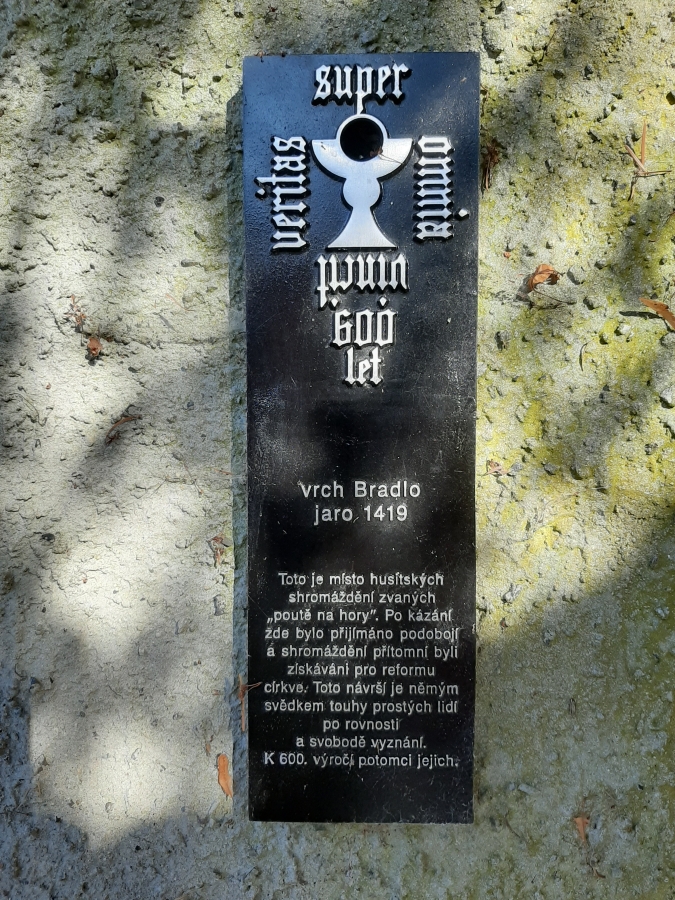 super
veritas
omnia
vincit
600
let
vrch Bradlo
jaro 1419
Toto je místo husitských
shromáždění zvaných
„poutě na hory". Po kázání
zde bylo přijímáno podobojí
a shromáždění přítomní byli
získáváni pro reformu
církve. Toto návrší je němým
svědkem touhy prostých lidí
po rovnosti
a svobodě vyznání.
K 600. výročí potomci jejich.